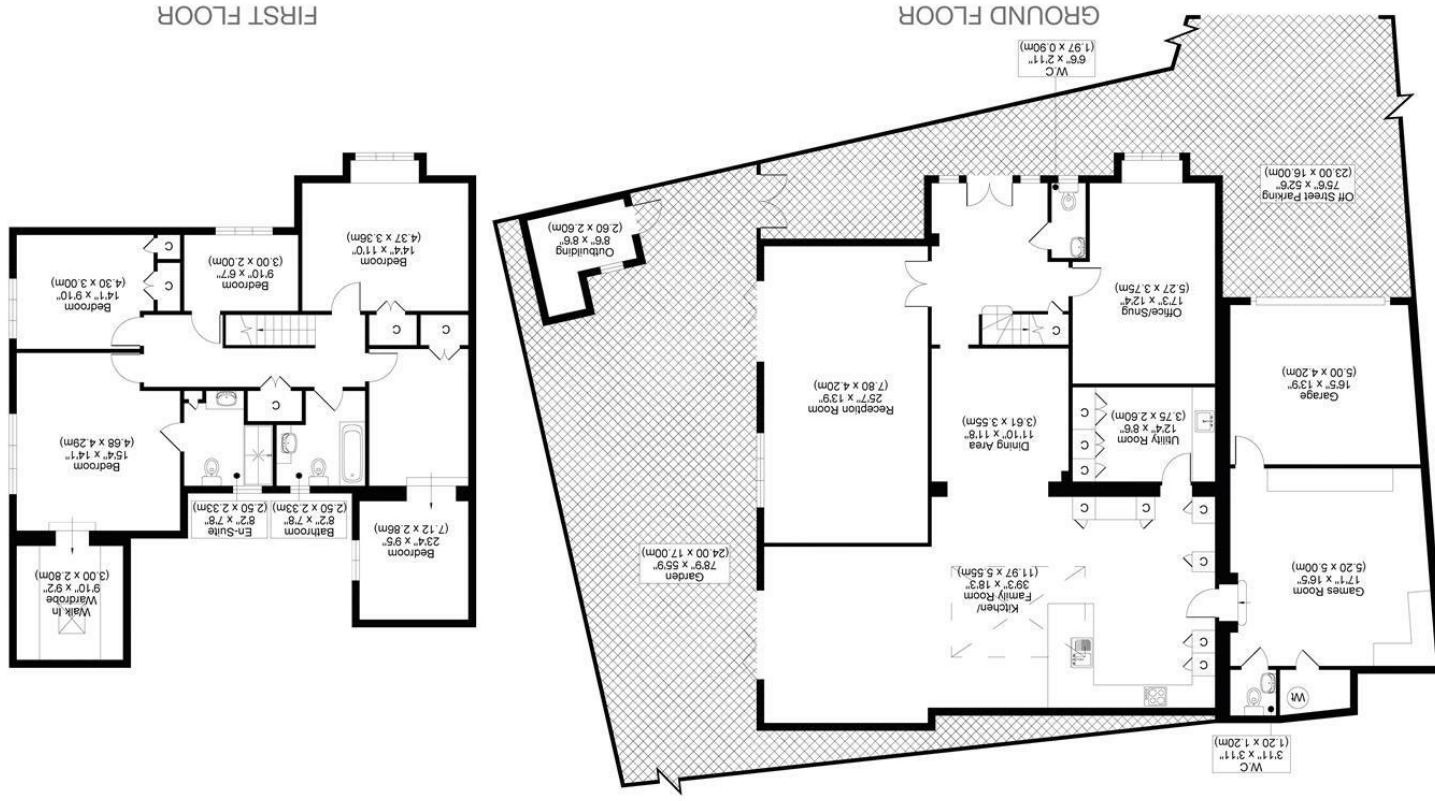 W.C
3'11" x 3'11"
(1.20 x 1.20m)
Wt
C
C
Games Room
17'1" x 16'5"
(5.20 x 5.00m)
Kitchen/
Family Room
39'3" x 18'3"
(11.97 x 5.55m)
C
C
C
C
Garden
78'9" x 55'9"
(24.00 x 17.00m)
Utility Room
12'4" x 8'6"
(3.75 x 2.60m)
C
C
C
Dining Area
11'10" x 11'8"
(3.61 x 3.55m)
Reception Room
25'7" x 13'9"
(7.80 x 4.20m)
Garage
16'5" x 13'9"
(5.00 x 4.20m)
C
Office/Snug
17'3" x 12'4"
(5.27 x 3.75m)
Outbuilding
8'6" x 8'6"
(2.60 x 2.60m)
Off Street Parking
75'6" x 52'6"
(23.00 x 16.00m)
W.C
6'6" x 2'11"
(1.97 x 0.90m)
GROUND FLOOR
Walk In
Wardrobe
9'10" x 9'2"
(3.00 x 2.80m)
Bedroom
23'4" x 9'5"
(7.12 x 2.86m)
Bathroom
8'2" x 7'8"
(2.50 x 2.33m)
En-Suite
8'2" x 7'8"
(2.50 x 2.33m)
Bedroom
15'4" x 14'1"
(4.68 x 4.29m)
C
C
C
Bedroom
14'4" x 11'0"
(4.37 x 3.36m)
Bedroom
9'10" x 6'7"
(3.00 x 2.00m)
C
C
Bedroom
14'1" x 9'10"
(4.30 x 3.00m)
FIRST FLOOR